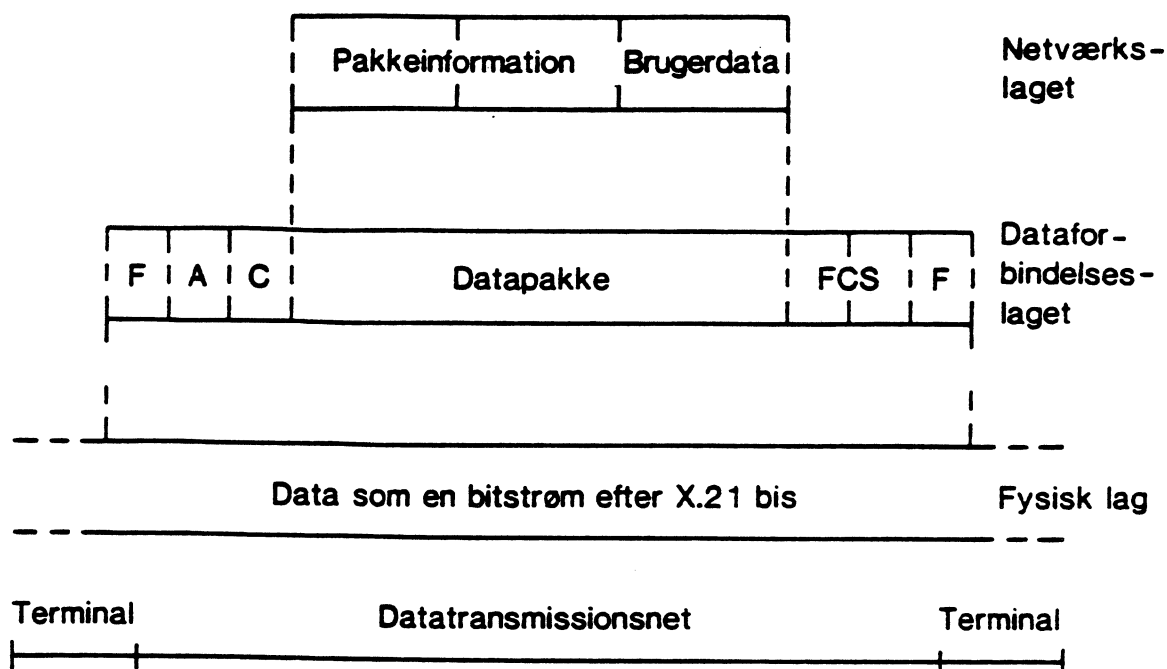 Pakkeinformation Brugerdata
Netværks-
laget
F A C Datapakke FCS F
Datafor-
bindelses-
laget
Data som en bitstrøm efter X.21 bis
Fysisk lag
Terminal Datatransmissionsnet Terminal